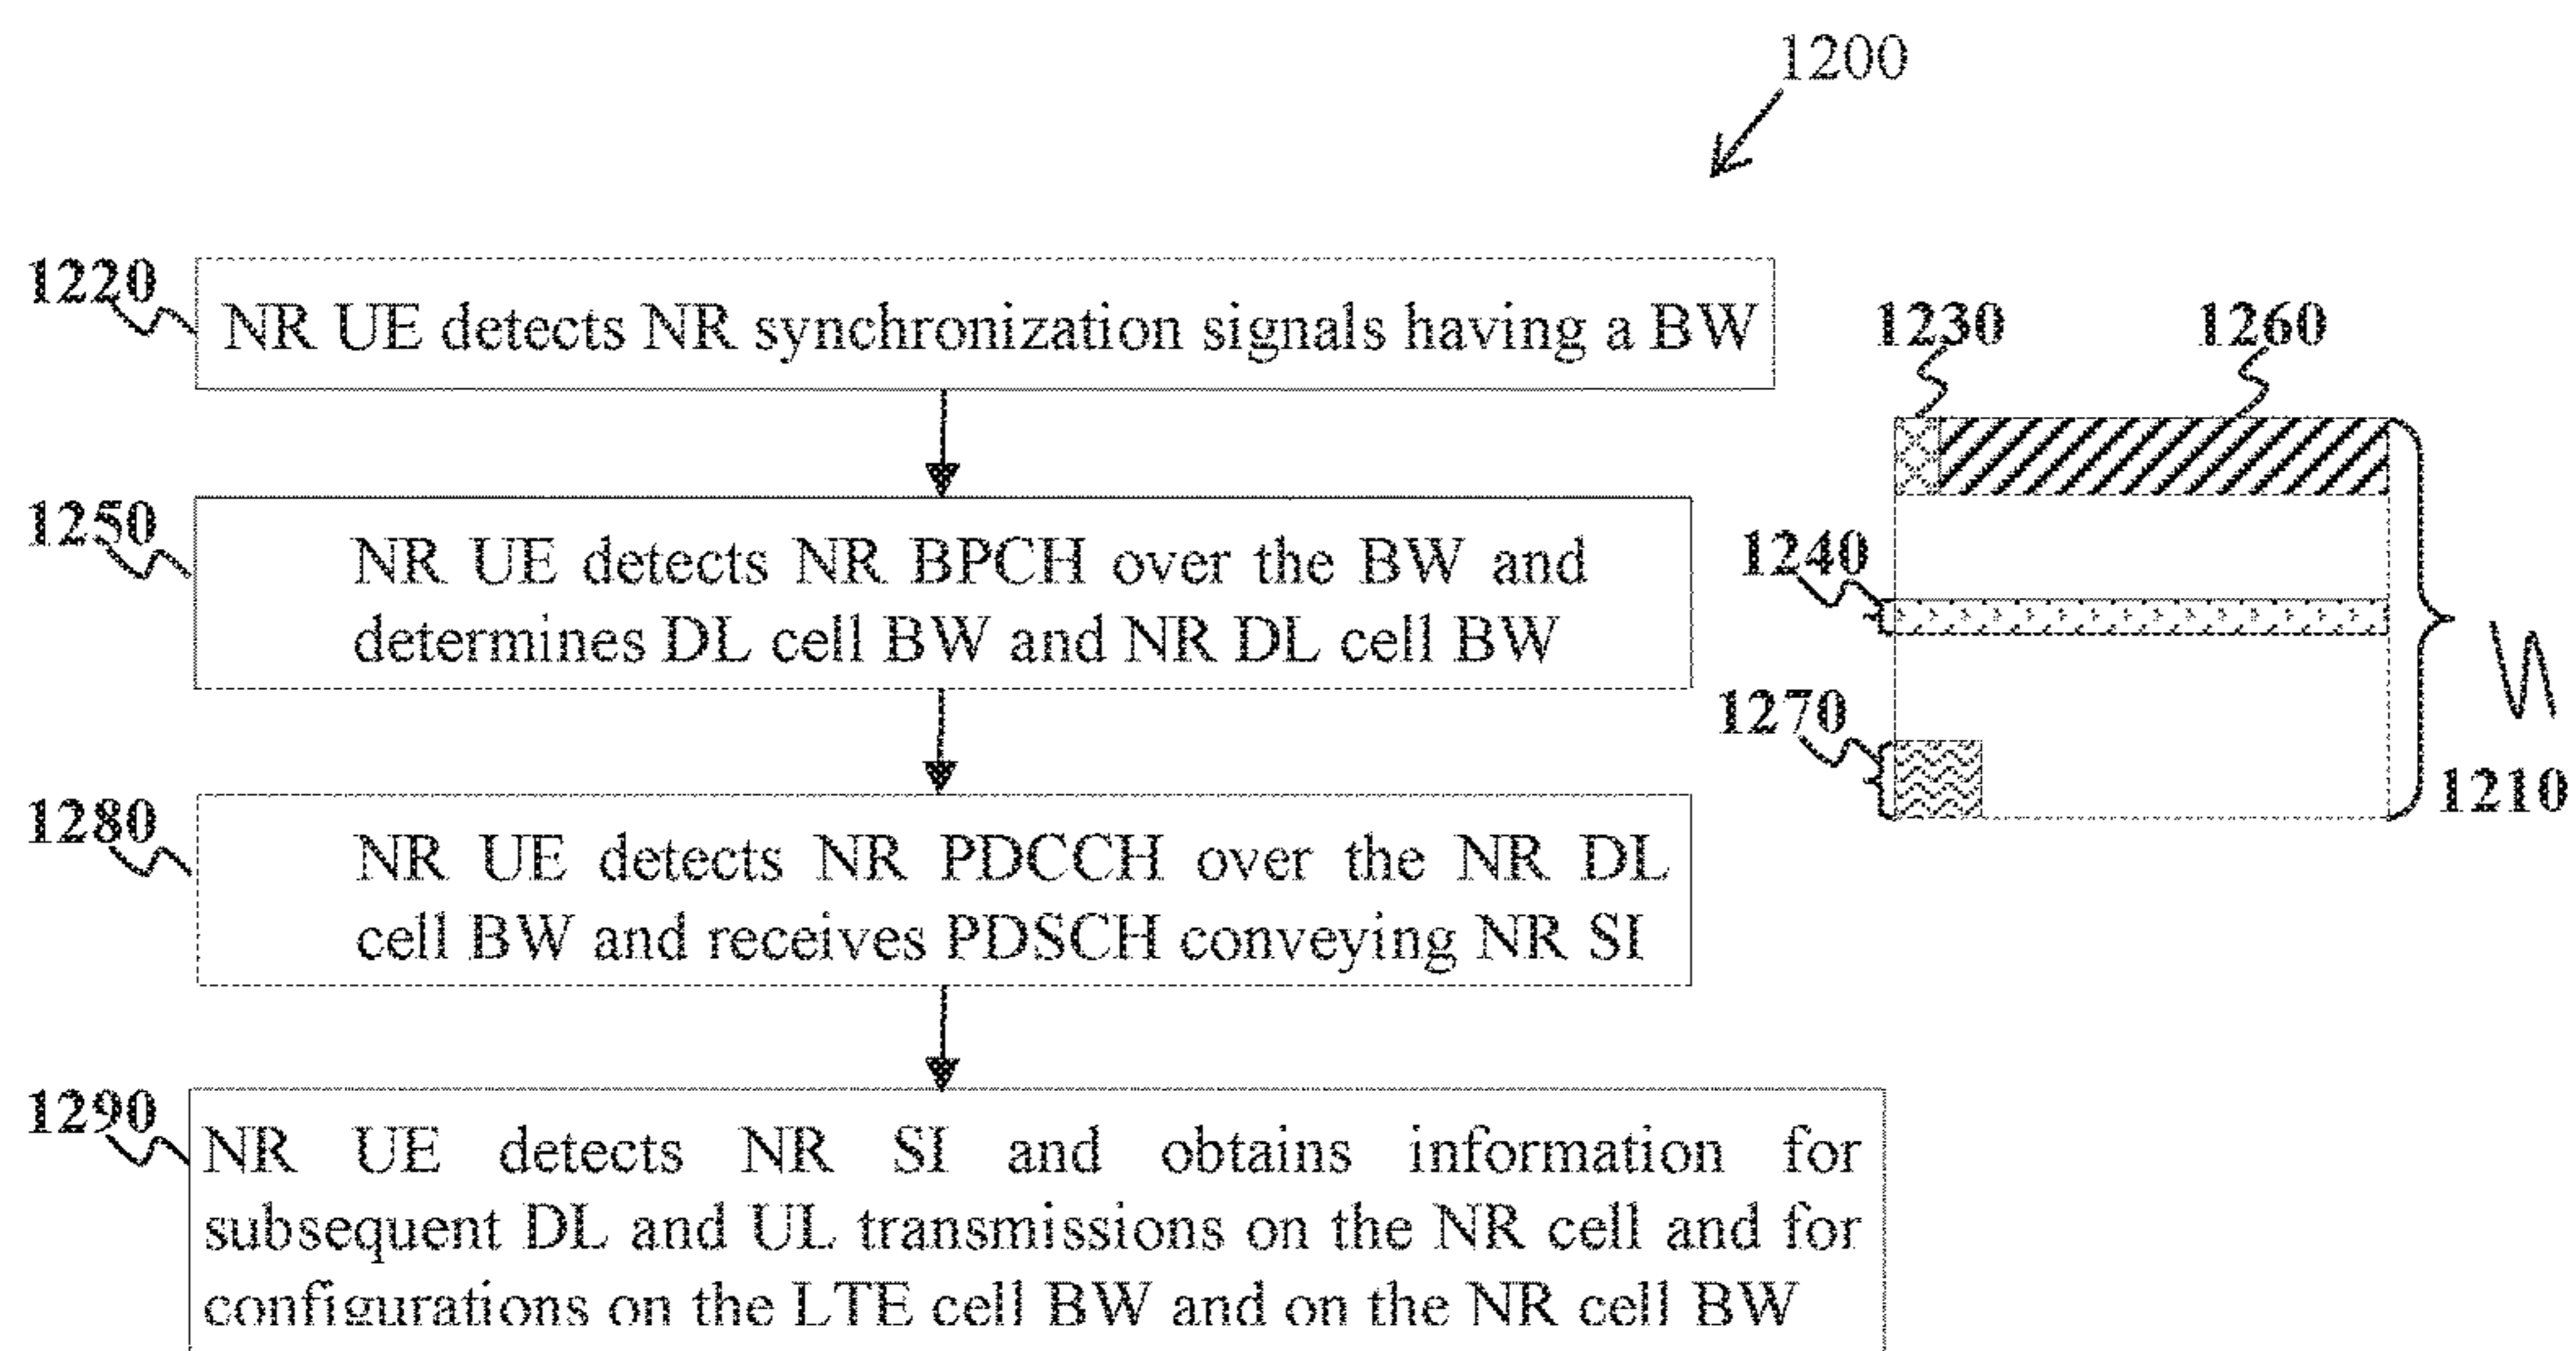 1200
1220
NR UE detects NR synchronization signals having a BW
1230
1260
1250
NR UE detects NR BPCH over the BW and
determines DL cell BW and NR DL cell BW
1240
1270
1210
1280
NR UE detects NR PDCCH over the NR DL
cell BW and receives PDSCH conveying NR SI
1290
NR UE detects NR SI and obtains information for
subsequent DL and UL transmissions on the NR cell and for
configurations on the LTE cell BW and on the NR cell BW